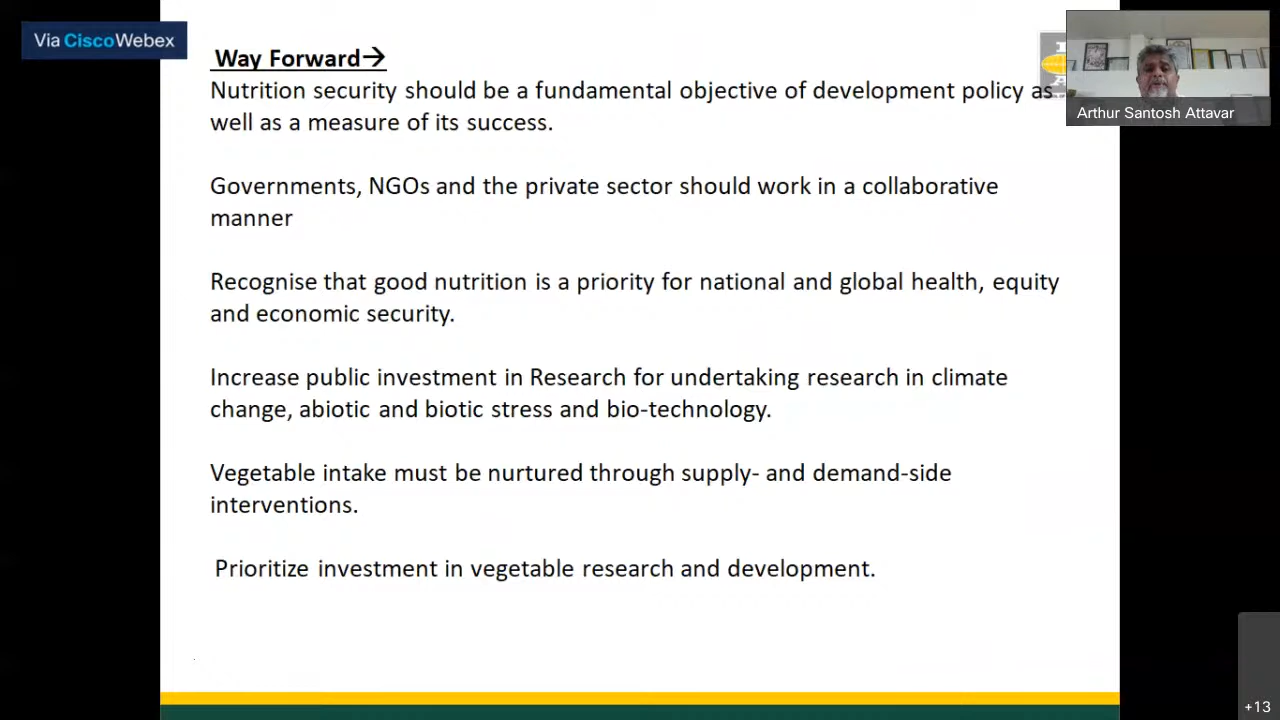 Via CiscoWebex
Way Forward→
Nutrition security should be a fundamental objective of development policy as
well as a measure of its success.
Governments, NGOs and the private sector should work in a collaborative
manner
Recognise that good nutrition is a priority for national and global health, equity
and economic security.
Increase public investment in Research for undertaking research in climate
change, abiotic and biotic stress and bio-technology.
Vegetable intake must be nurtured through supply- and demand-side
interventions.
Prioritize investment in vegetable research and development.
Arthur Santosh Attavar
+13